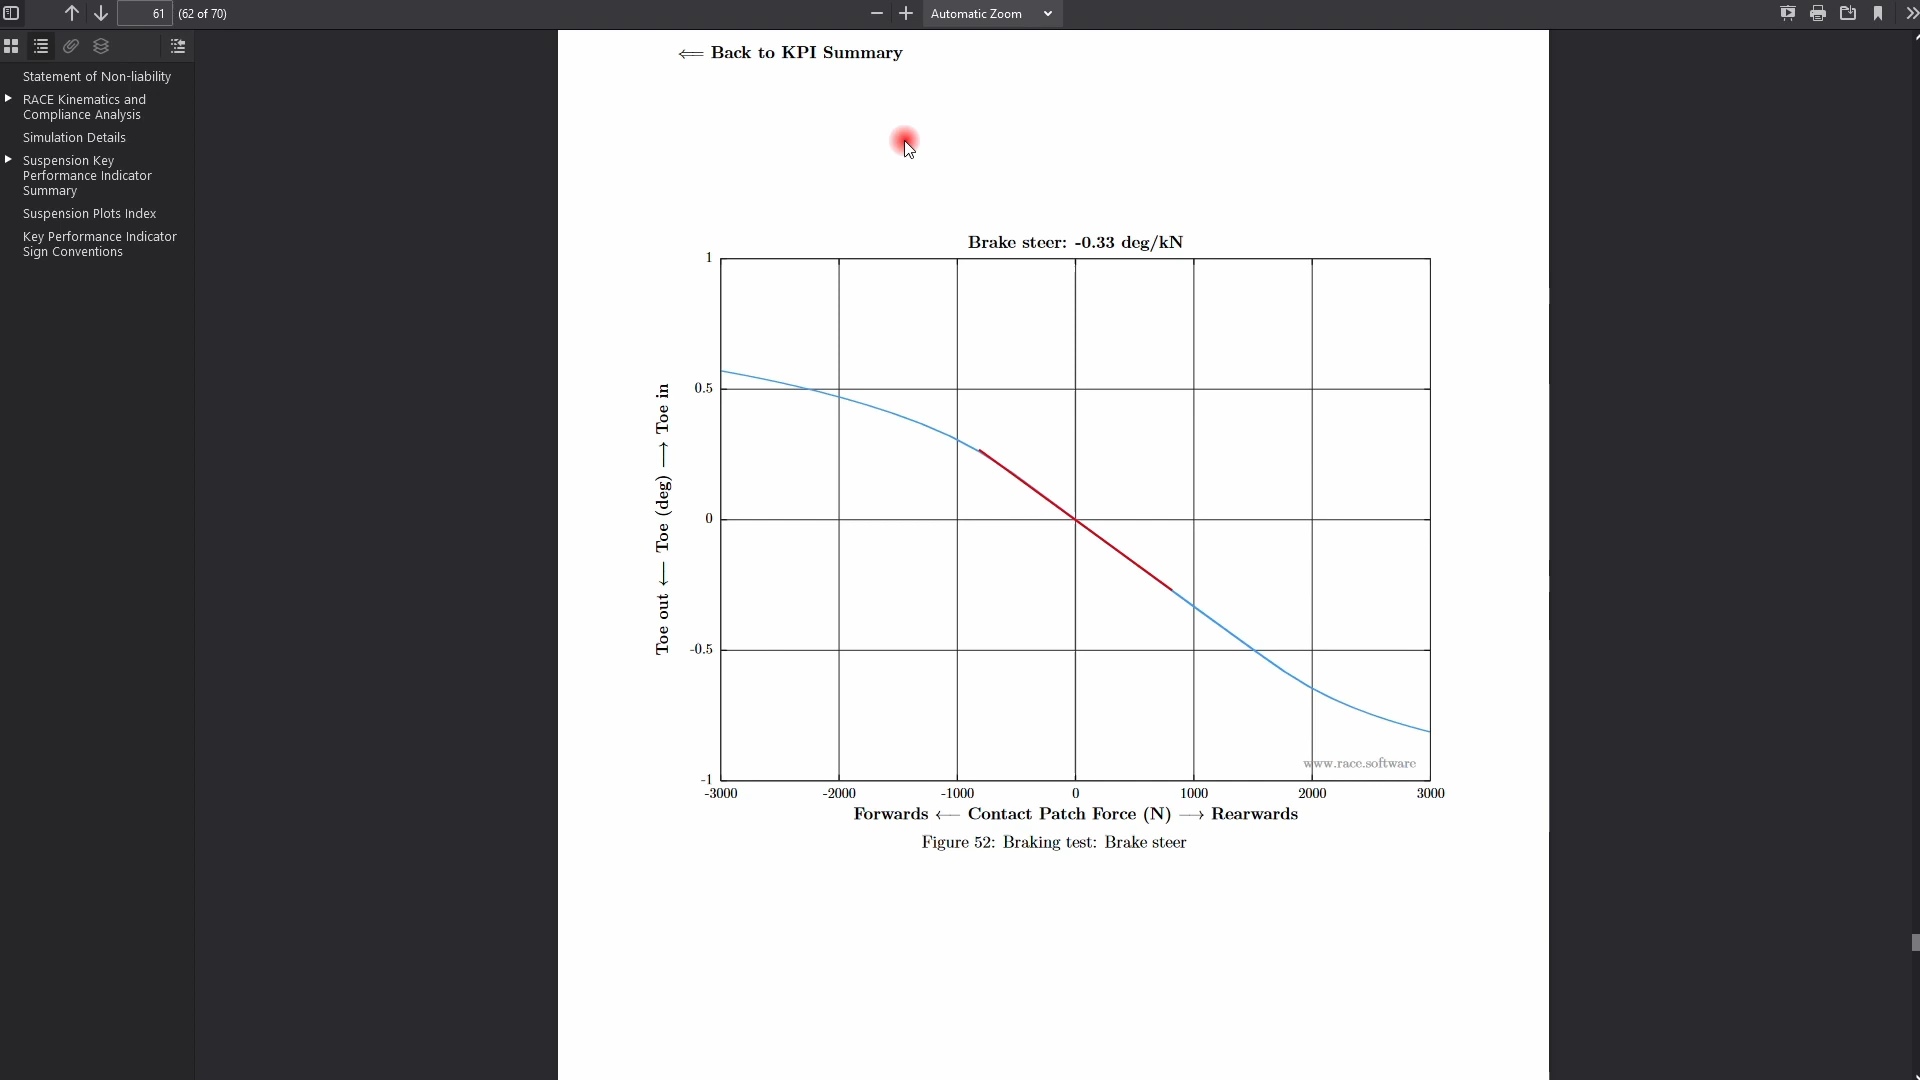 61 (62 of 70)
Automatic Zoom
Statement of Non-liability
RACE Kinematics and
Compliance Analysis
Simulation Details
Suspension Key
Performance Indicator
Summary
Suspension Plots Index
Key Performance Indicator
Sign Conventions
⟸ Back to KPI Summary
Brake steer: -0.33 deg/kN
Toe out ⟵ Toe (deg) ⟶ Toe in
1
0.5
0
-0.5
-1
www.race.software
-3000 -2000 -1000 0 1000 2000 3000
Forwards ⟵ Contact Patch Force (N) ⟶ Rearwards
Figure 52: Braking test: Brake steer